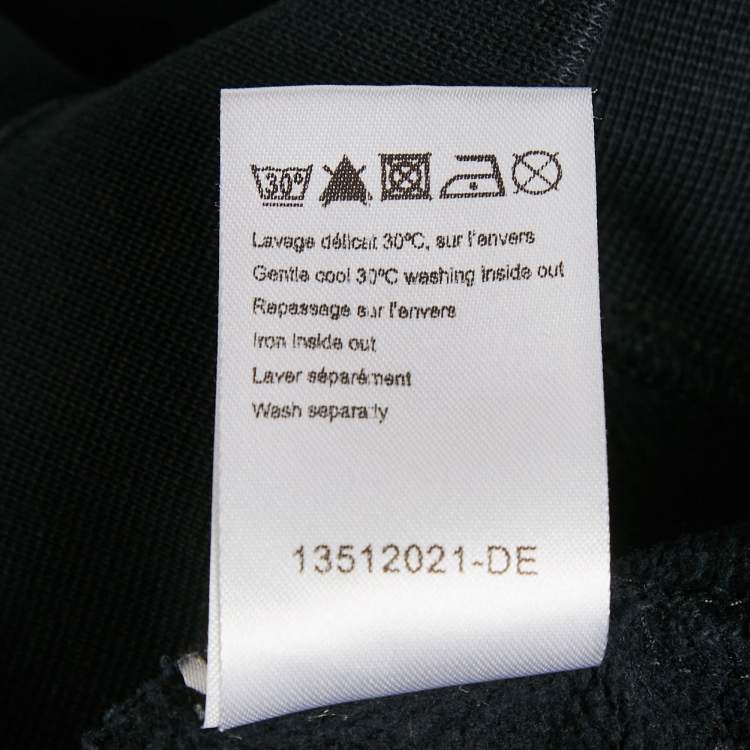 30°
Lavage délicat 30°C, sur l'envers
Gentle cool 30°C washing inside out
Repassage sur l'envers
Iron inside out
Laver séparément
Wash separatly
13512021-DE